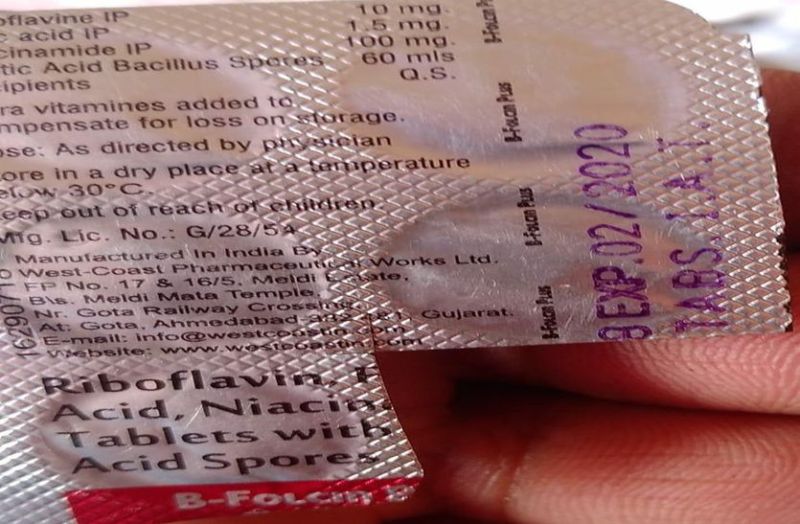 oflavine IP 10 mg.
c acid IP 1.5 mg.
cinamide IP 100 mg.
tic Acid Bacillus Spores 60 mls
cipients Q.S.
ra vitamines added to
mpensate for loss on storage.
ose: As directed by physician
ore in a dry place at a temperature
elow 30°C.
eep out of reach of children.
Mfg. Lic. No.: G/28/54
Manufactured In India By
West-Coast Pharmaceutical Works Ltd.
FP No. 17 & 16/5, Meldi Estate,
B\s. Meldi Mata Temple,
Nr. Gota Railway Crossing
At: Gota, Ahmedabad Gujarat.
E-mail: info@westcoastin.com
Website: www.westcoastin.com
Riboflavin, F
Acid, Niacin
Tablets with
Acid Spores
B-Folcin P
B-Folcin Plus
B-Folcin Plus
B-Folcin Plus
B-Folcin Plus
9 EXP.02/2020
TABS. I.A.T.